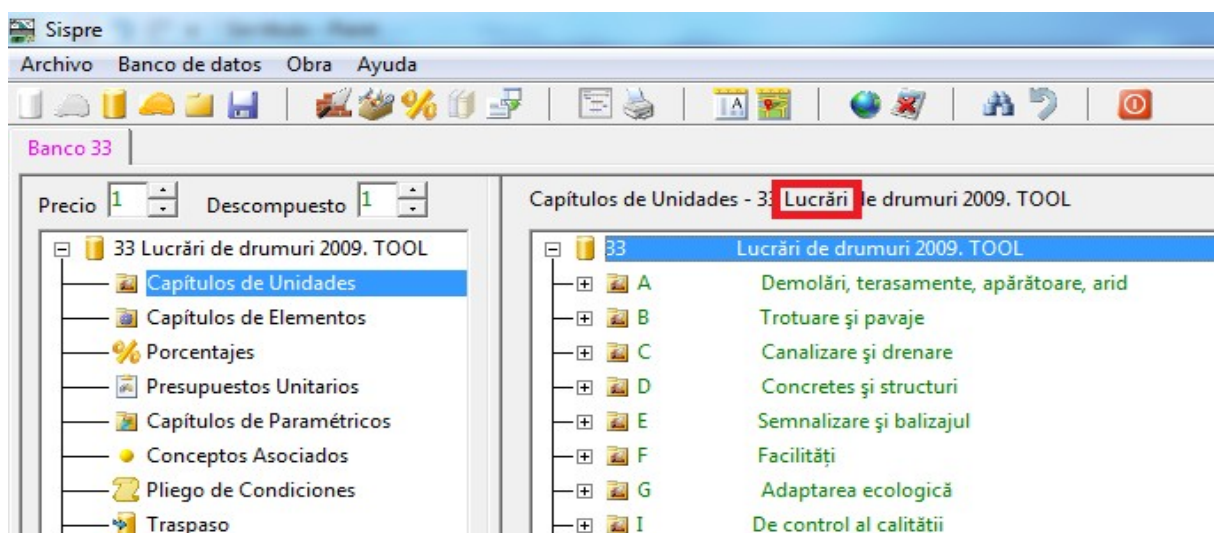 Sispre
Archivo Banco de datos Obra Ayuda
Banco 33
Precio 1 Descompuesto 1
33 Lucrări de drumuri 2009. TOOL
Capítulos de Unidades
Capítulos de Elementos
Porcentajes
Presupuestos Unitarios
Capítulos de Paramétricos
Conceptos Asociados
Pliego de Condiciones
Traspaso
Capítulos de Unidades - 33 Lucrări de drumuri 2009. TOOL
33 Lucrări de drumuri 2009. TOOL
A Demolări, terasamente, apărătoare, arid
B Trotuare şi pavaje
C Canalizare şi drenare
D Concretes şi structuri
E Semnalizare şi balizajul
F Facilități
G Adaptarea ecologică
I De control al calității